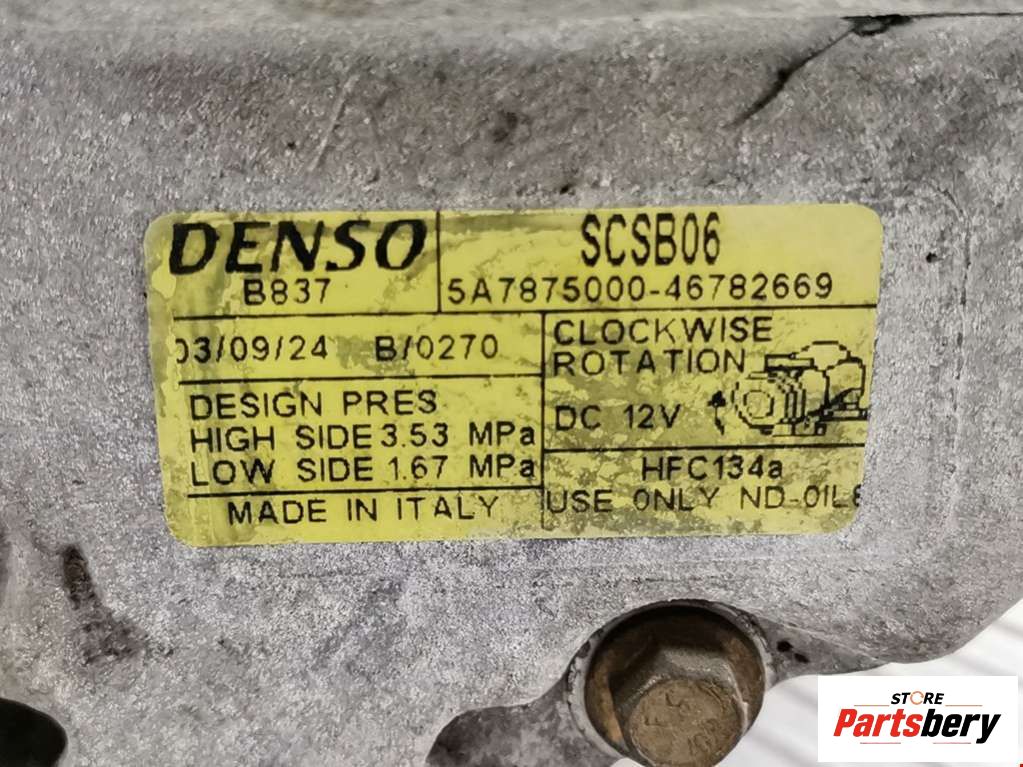 DENSO
B837
SCSB06
5A7875000-46782669
03/09/24 B/0270
CLOCKWISE
ROTATION
DC 12V
DESIGN PRES
HIGH SIDE 3.53 MPa
LOW SIDE 1.67 MPa
HFC134a
MADE IN ITALY
USE ONLY ND-OIL8
STORE
Partsbery